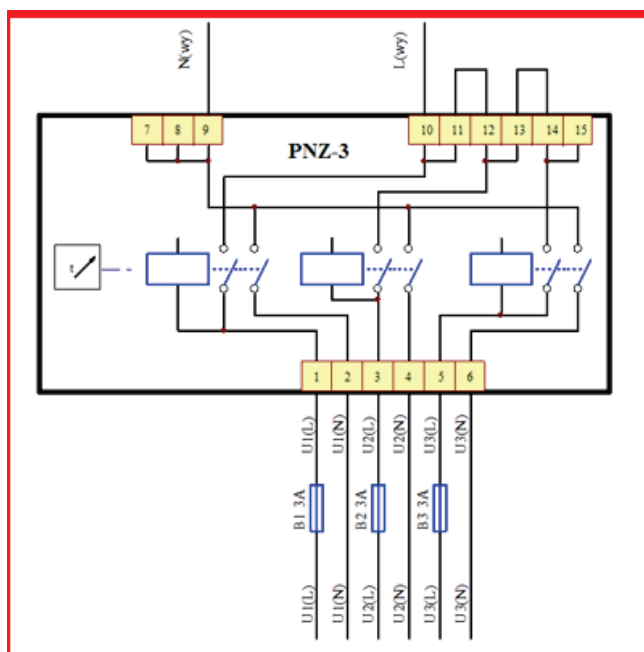 N(wy)
L(wy)
7 8 9
10 11 12 13 14 15
PNZ-3
t
1 2 3 4 5 6
U1(L) U1(N) U2(L) U2(N) U3(L) U3(N)
B1 3A B2 3A B3 3A
U1(L) U1(N) U2(L) U2(N) U3(L) U3(N)